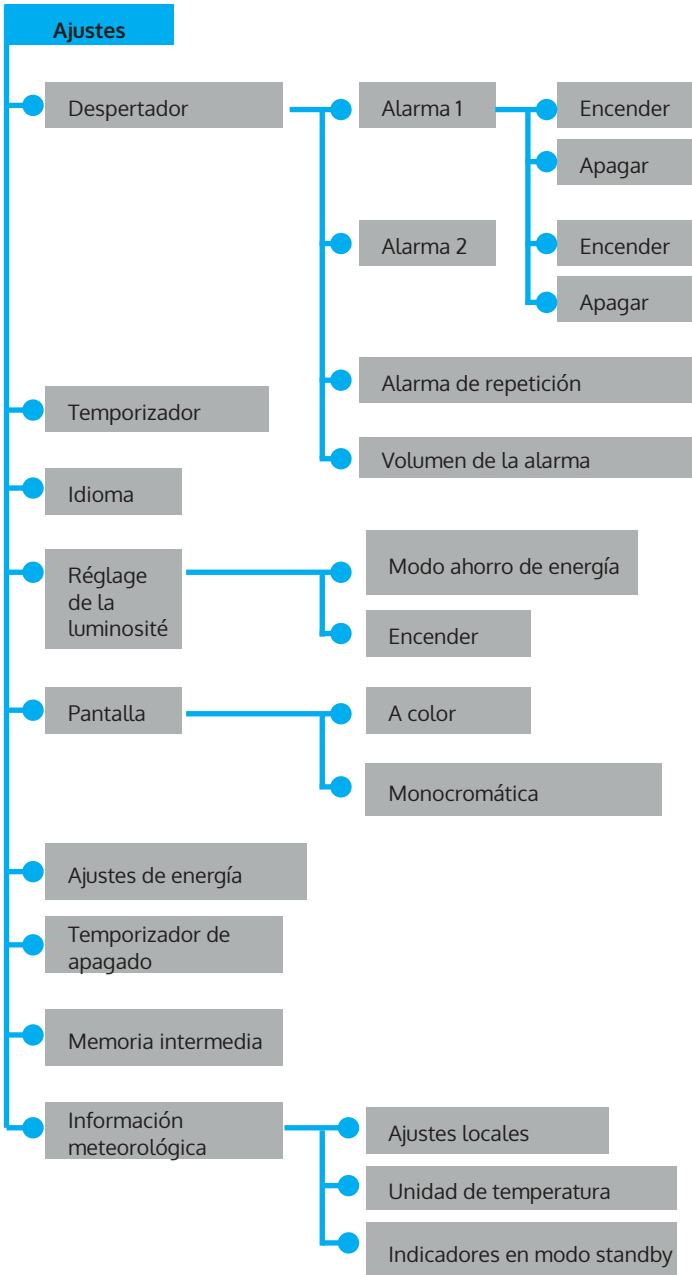 Ajustes
Despertador
Alarma 1
Encender
Apagar
Alarma 2
Encender
Apagar
Alarma de repetición
Volumen de la alarma
Temporizador
Idioma
Réglage
de la
luminosité
Modo ahorro de energía
Encender
Pantalla
A color
Monocromática
Ajustes de energía
Temporizador de
apagado
Memoria intermedia
Información
meteorológica
Ajustes locales
Unidad de temperatura
Indicadores en modo standby